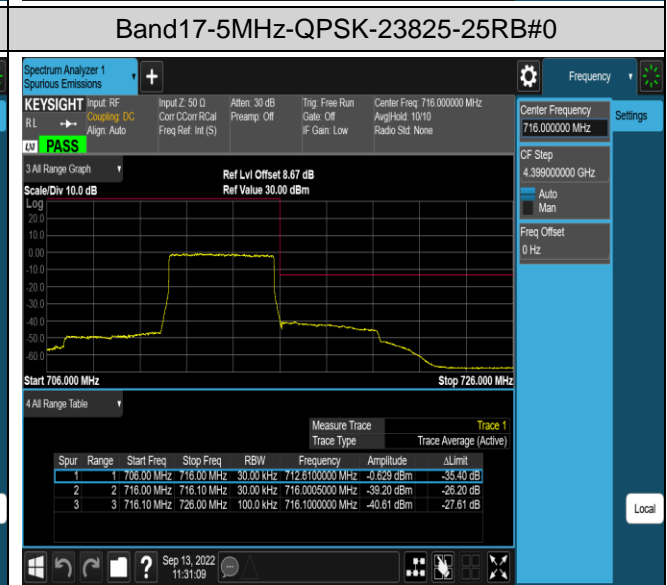 Band17-5MHz-QPSK-23825-25RB#0
Spectrum Analyzer 1
Spurious Emissions
+
Frequency
KEYSIGHT
RL
Input: RF
Coupling: DC
Align: Auto
Input Z: 50 Ω
Corr CCorr RCal
Freq Ref: Int (S)
Atten: 30 dB
Preamp: Off
Trig: Free Run
Gate: Off
IF Gain: Low
Center Freq: 716.000000 MHz
Avg|Hold: 10/10
Radio Std: None
LXI PASS
Center Frequency
716.000000 MHz
Settings
CF Step
4.399000000 GHz
Auto
Man
Freq Offset
0 Hz
3 All Range Graph
Ref Lvl Offset 8.67 dB
Scale/Div 10.0 dB
Ref Value 30.00 dBm
Log
20.0
10.0
0.00
-10.0
-20.0
-30.0
-40.0
-50.0
-60.0
Start 706.000 MHz
Stop 726.000 MHz
4 All Range Table
Measure Trace Trace 1
Trace Type Trace Average (Active)
Spur Range Start Freq Stop Freq RBW Frequency Amplitude ΔLimit
1 1 706.00 MHz 716.00 MHz 30.00 kHz 712.6100000 MHz -0.629 dBm -35.40 dB
2 2 716.00 MHz 716.10 MHz 30.00 kHz 716.0005000 MHz -39.20 dBm -26.20 dB
3 3 716.10 MHz 726.00 MHz 100.0 kHz 716.1000000 MHz -40.61 dBm -27.61 dB
Local
?
Sep 13, 2022
11:31:09